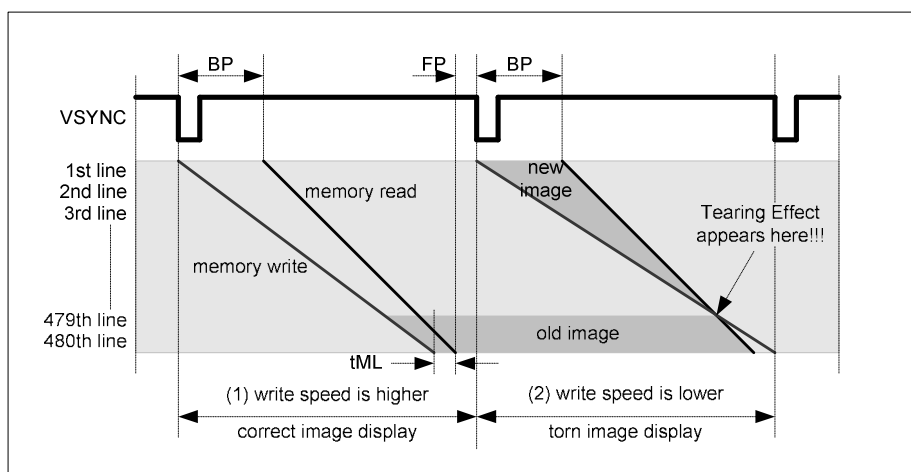 BP
FP
BP
VSYNC
1st line
2nd line
3rd line
memory read
memory write
new
image
Tearing Effect
appears here!!!
479th line
480th line
old image
tML
(1) write speed is higher
(2) write speed is lower
correct image display
torn image display